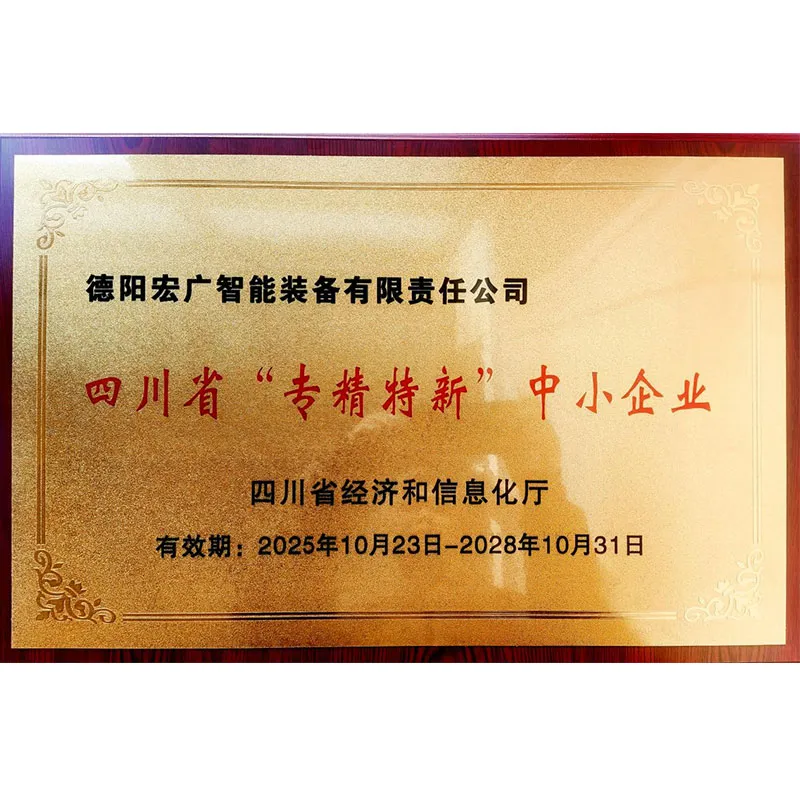 德阳宏广智能装备有限责任公司
四川省“专精特新”中小企业
四川省经济和信息化厅
有效期：2025年10月23日-2028年10月31日